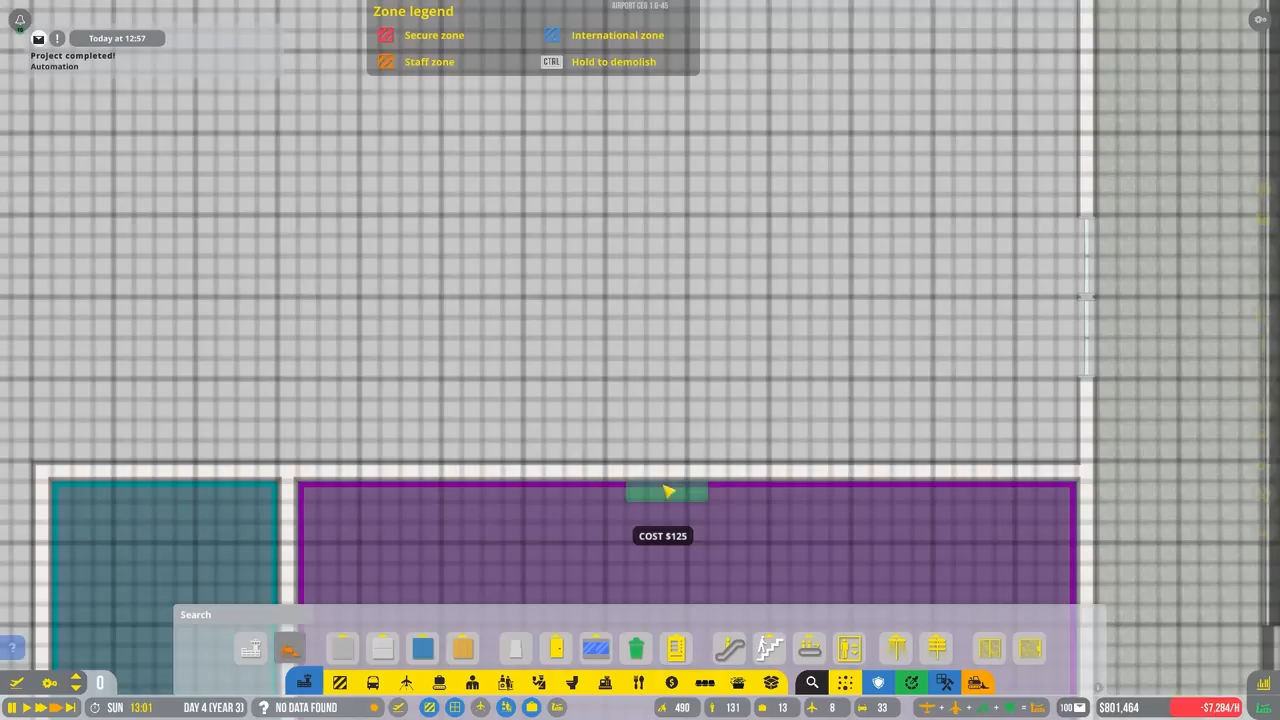 AIRPORT CEO 1.0-45
Zone legend
Secure zone
International zone
Staff zone
CTRL
Hold to demolish
Today at 12:57
Project completed!
Automation
COST $125
Search
0
SUN 13:01
DAY 4 (YEAR 3)
? NO DATA FOUND
100
490
131
13
8
33
$801,464
-$7,284/H